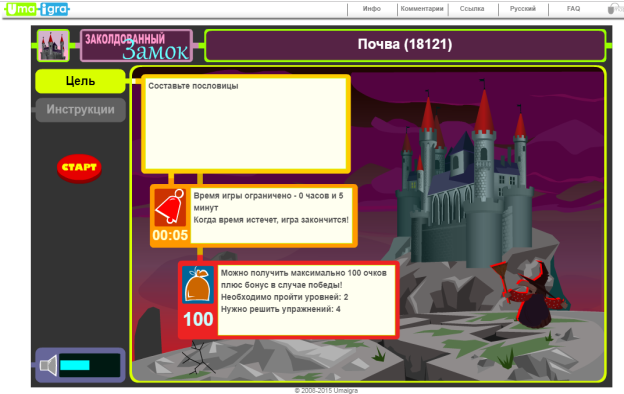 Uma-igra-
Инфо
Комментарии
Ссылка
Русский
FAQ
ЗАКОЛДОВАННЫЙ
Замок
Почва (18121)
Цель
Инструкции
СТАРТ
Составьте пословицы
Время игры ограничено - 0 часов и 5
минут
Когда время истечет, игра закончится!
00:05
Можно получить максимально 100 очков
плюс бонус в случае победы!
Необходимо пройти уровней: 2
Нужно решить упражнений: 4
100
© 2008-2015 Umaigra